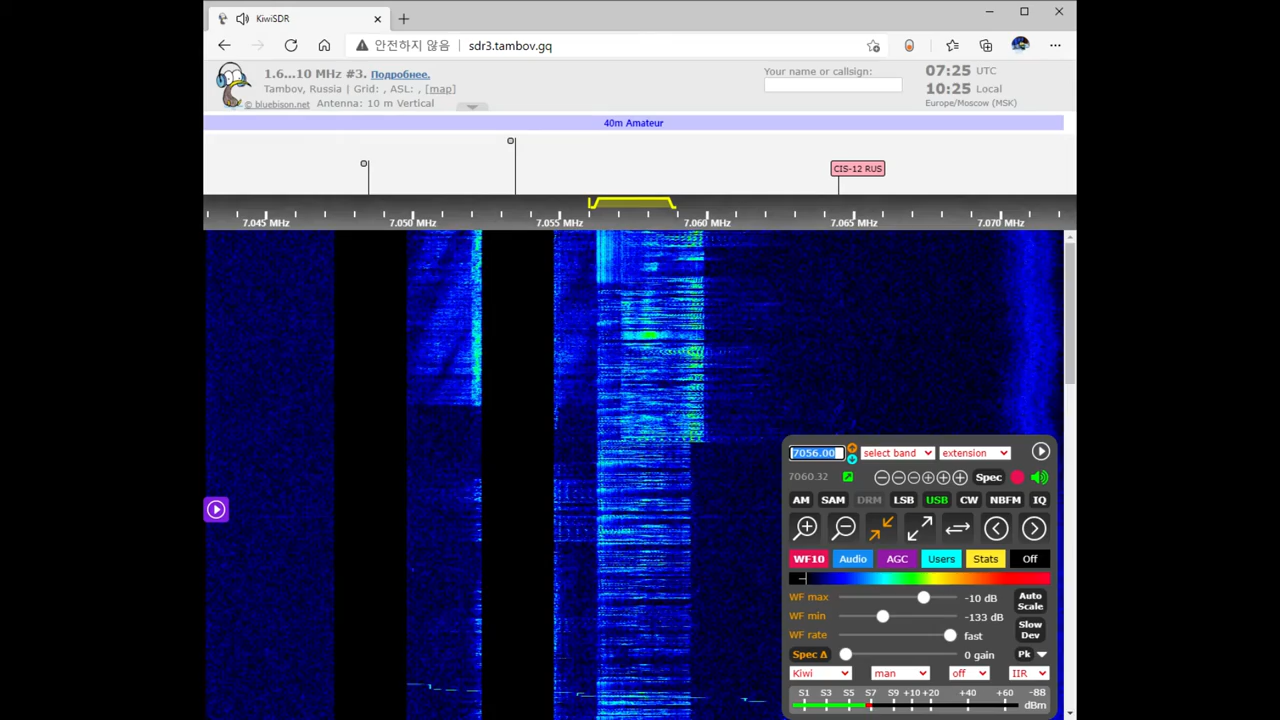 KiwiSDR
안전하지 않음 sdr3.tambov.gq
1.6...10 MHz #3. Подробнее.
Tambov, Russia | Grid: , ASL: , [map]
© bluebison.net Antenna: 10 m Vertical
Your name or callsign:
07:25 UTC
10:25 Local
Europe/Moscow (MSK)
40m Amateur
CIS-12 RUS
7.045 MHz 7.050 MHz 7.055 MHz 7.060 MHz 7.065 MHz 7.070 MHz
7056.00 select band extension
7060.32 Spec
AM SAM DRM LSB USB CW NBFM IQ
WF10 Audio AGC Users Stats Off
WF max -10 dB Auto Scale
WF min -133 dB Slow Dev
WF rate fast
Spec Δ 0 gain Pk
Kiwi man off IIR
S1 S3 S5 S7 S9 +10 +20 +40 +60 -88
dBm